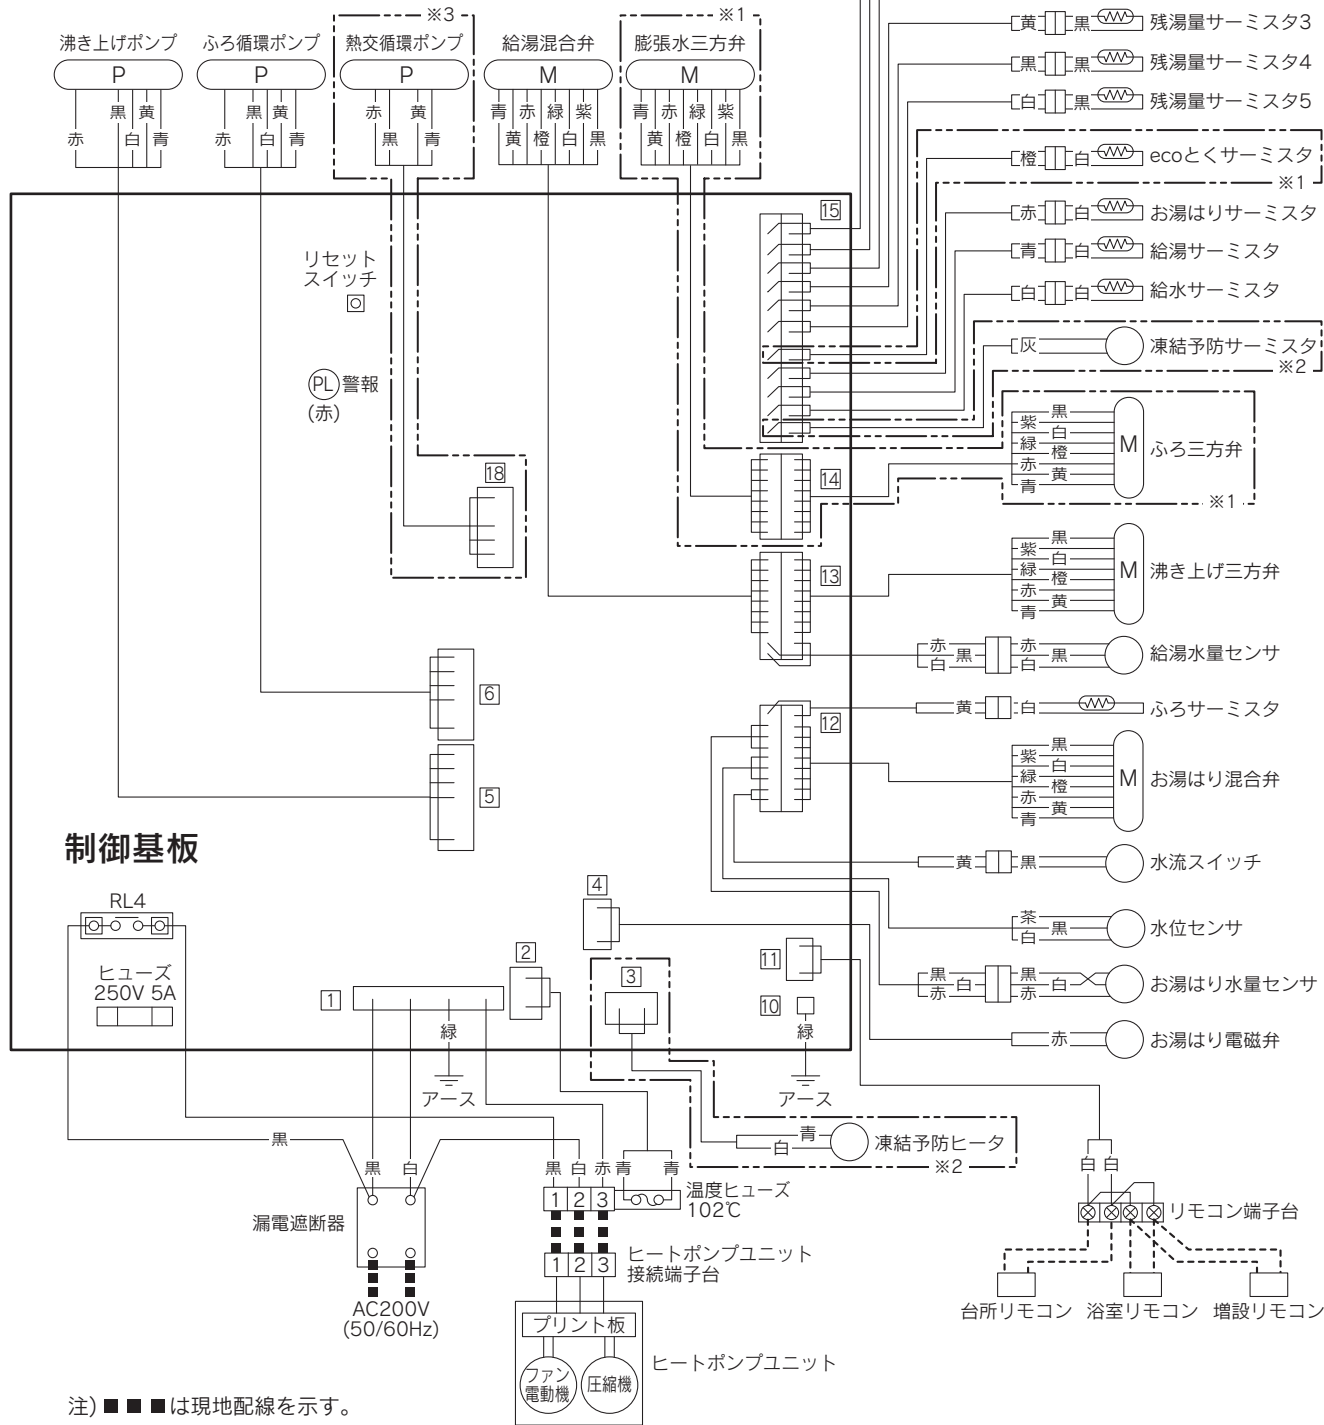 ※3
※1
沸き上げポンプ ふろ循環ポンプ 熱交循環ポンプ 給湯混合弁 膨張水三方弁
P P P M M
黒 黄 黒 黄 赤 黄 青 赤 緑 紫 青 赤 緑 紫
赤 白 青 赤 白 青 黒 青 黄 橙 白 黒 黄 橙 白 黒
黄 黒 残湯量サーミスタ3
黒 黒 残湯量サーミスタ4
白 黒 残湯量サーミスタ5
橙 白 ecoとくサーミスタ
※1
赤 白 お湯はりサーミスタ
青 白 給湯サーミスタ
白 白 給水サーミスタ
灰 凍結予防サーミスタ
※2
15
リセット
スイッチ
PL 警報
(赤)
18
14
黒
紫
白
緑
橙
赤
黄
青
M ふろ三方弁
※1
13
黒
紫
白
緑
橙
赤
黄
青
M 沸き上げ三方弁
赤 赤
黒 黒
白 白
給湯水量センサ
6
12
黄 白 ふろサーミスタ
5
黒
紫
白
緑
橙
赤
黄
青
M お湯はり混合弁
制御基板
黄 黒 水流スイッチ
RL4
4
茶
黒
白
水位センサ
ヒューズ
250V 5A
1
2
3
11
10
黒 黒
白 白
赤 赤
お湯はり水量センサ
緑
緑
赤 お湯はり電磁弁
アース
アース
黒
青
白
凍結予防ヒータ
※2
黒 白
黒 白 赤 青 青
白 白
1 2 3
温度ヒューズ
102℃
漏電遮断器
リモコン端子台
1 2 3
ヒートポンプユニット
接続端子台
AC200V
(50/60Hz)
台所リモコン 浴室リモコン 増設リモコン
プリント板
ファン
電動機
圧縮機
ヒートポンプユニット
注) ■ ■ ■ は現地配線を示す。